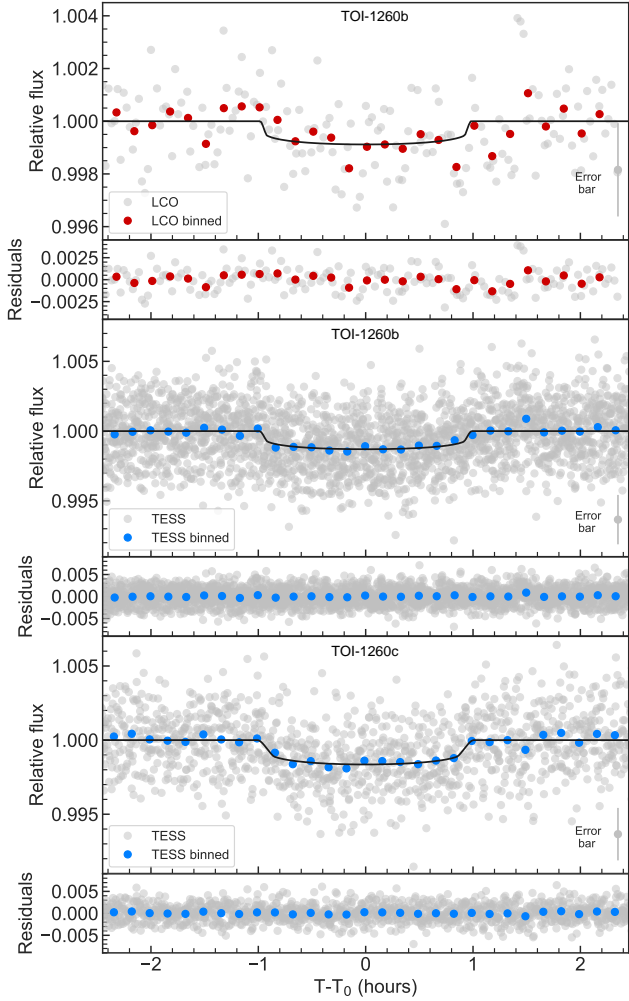 TOI-1260b
1.004
1.002
1.000
0.998
0.996
Relative flux
LCO
LCO binned
Error
bar
0.0025
0.0000
−0.0025
Residuals
TOI-1260b
1.005
1.000
0.995
Relative flux
TESS
TESS binned
Error
bar
0.005
0.000
−0.005
Residuals
TOI-1260c
1.005
1.000
0.995
Relative flux
TESS
TESS binned
Error
bar
0.005
0.000
−0.005
Residuals
−2 −1 0 1 2
T-T0 (hours)